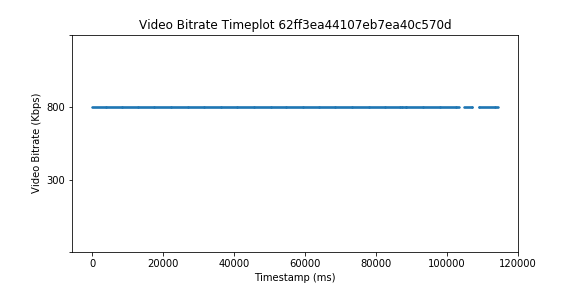 Video Bitrate Timeplot 62ff3ea44107eb7ea40c570d
Video Bitrate (Kbps)
800
300
0 20000 40000 60000 80000 100000 120000
Timestamp (ms)